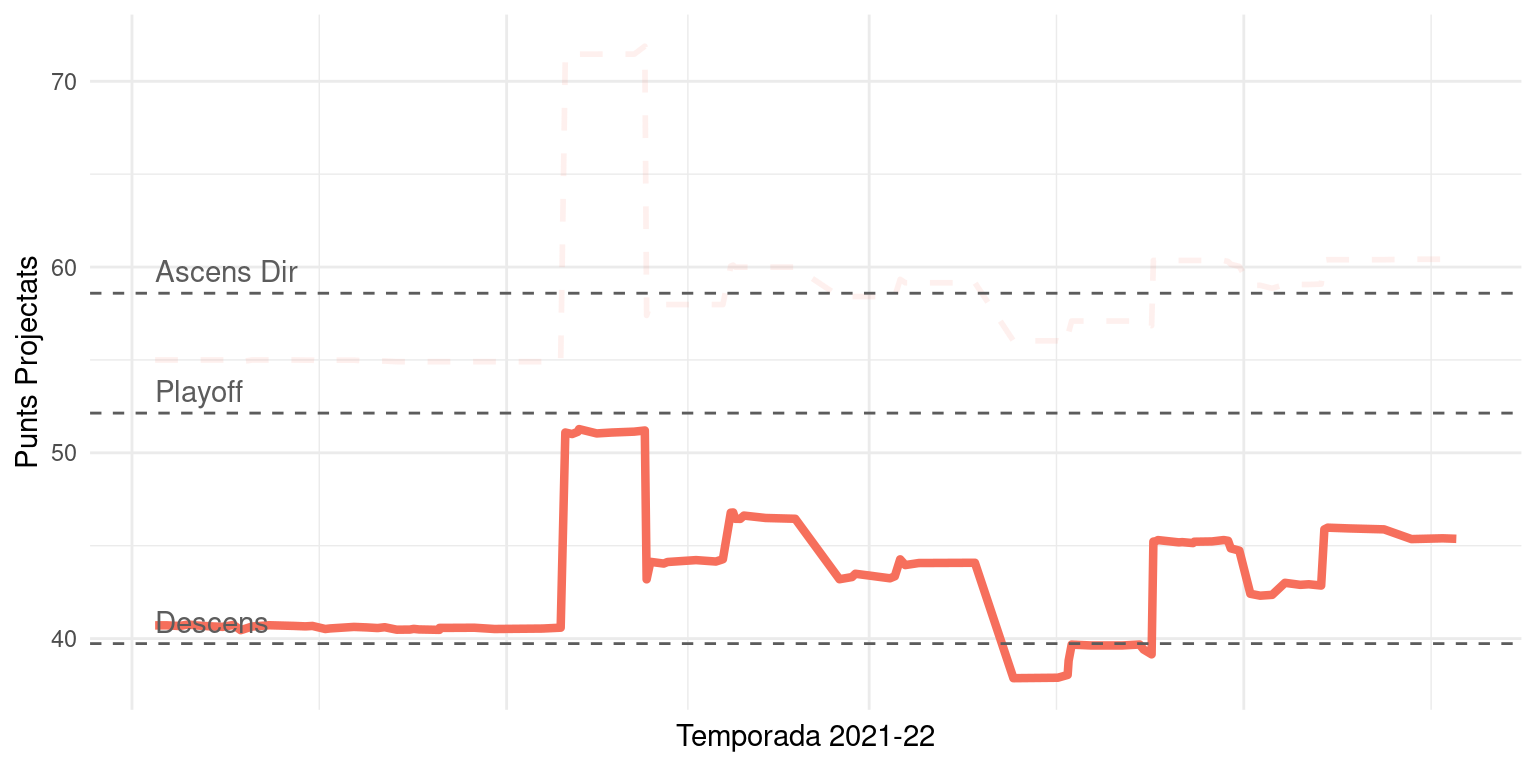 70
60
50
40
Punts Projectats
Ascens Dir
Playoff
Descens
Temporada 2021-22